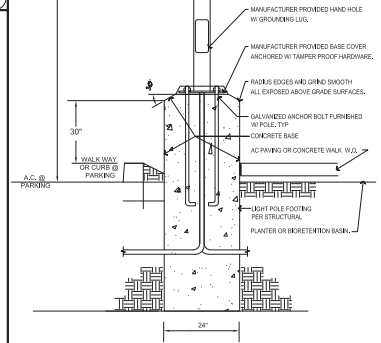 MANUFACTURER PROVIDED HAND HOLE
W/ GROUNDING LUG.
MANUFACTURER PROVIDED BASE COVER
ANCHORED W/ TAMPER PROOF HARDWARE.
RADIUS EDGES AND GRIND SMOOTH
ALL EXPOSED ABOVE GRADE SURFACES.
GALVANIZED ANCHOR BOLT FURNISHED
W/ POLE. TYP
CONCRETE BASE
AC PAVING OR CONCRETE WALK W.O.
30"
WALK WAY
OR CURB @
PARKING
A.C. @
PARKING
LIGHT POLE FOOTING
PER STRUCTURAL
PLANTER OR BIORETENTION BASIN.
24"